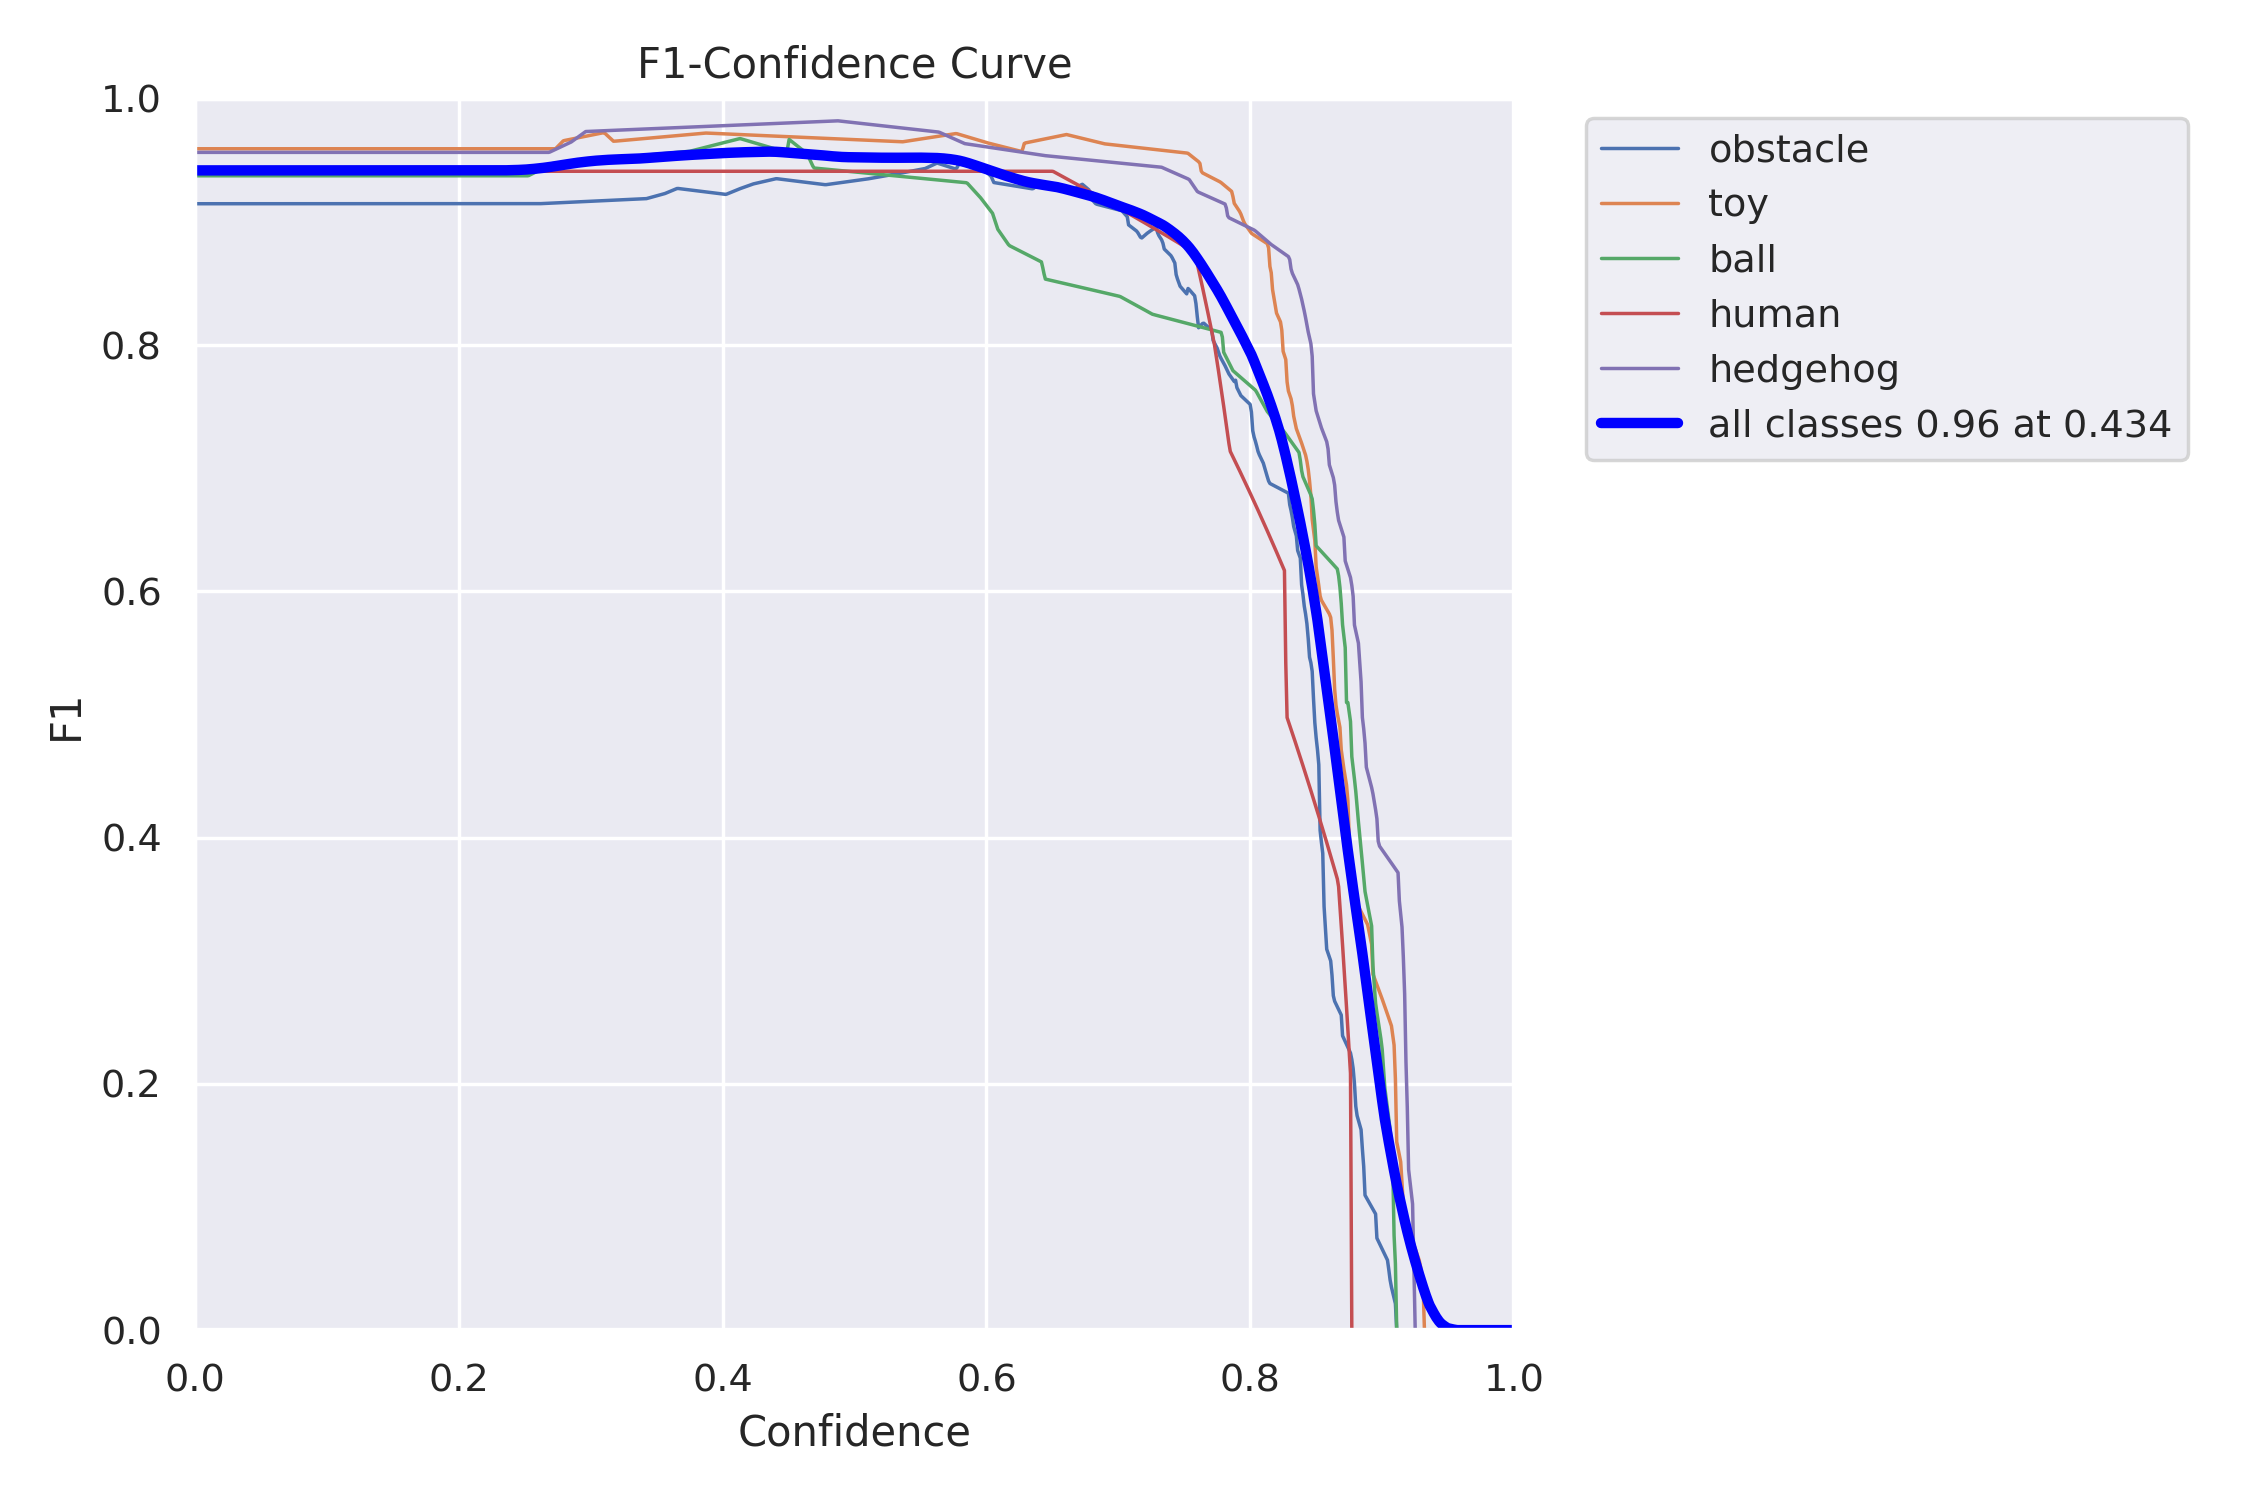 F1-Confidence Curve
1.0
0.8
0.6
0.4
0.2
0.0
F1
0.0 0.2 0.4 0.6 0.8 1.0
Confidence
obstacle
toy
ball
human
hedgehog
all classes 0.96 at 0.434